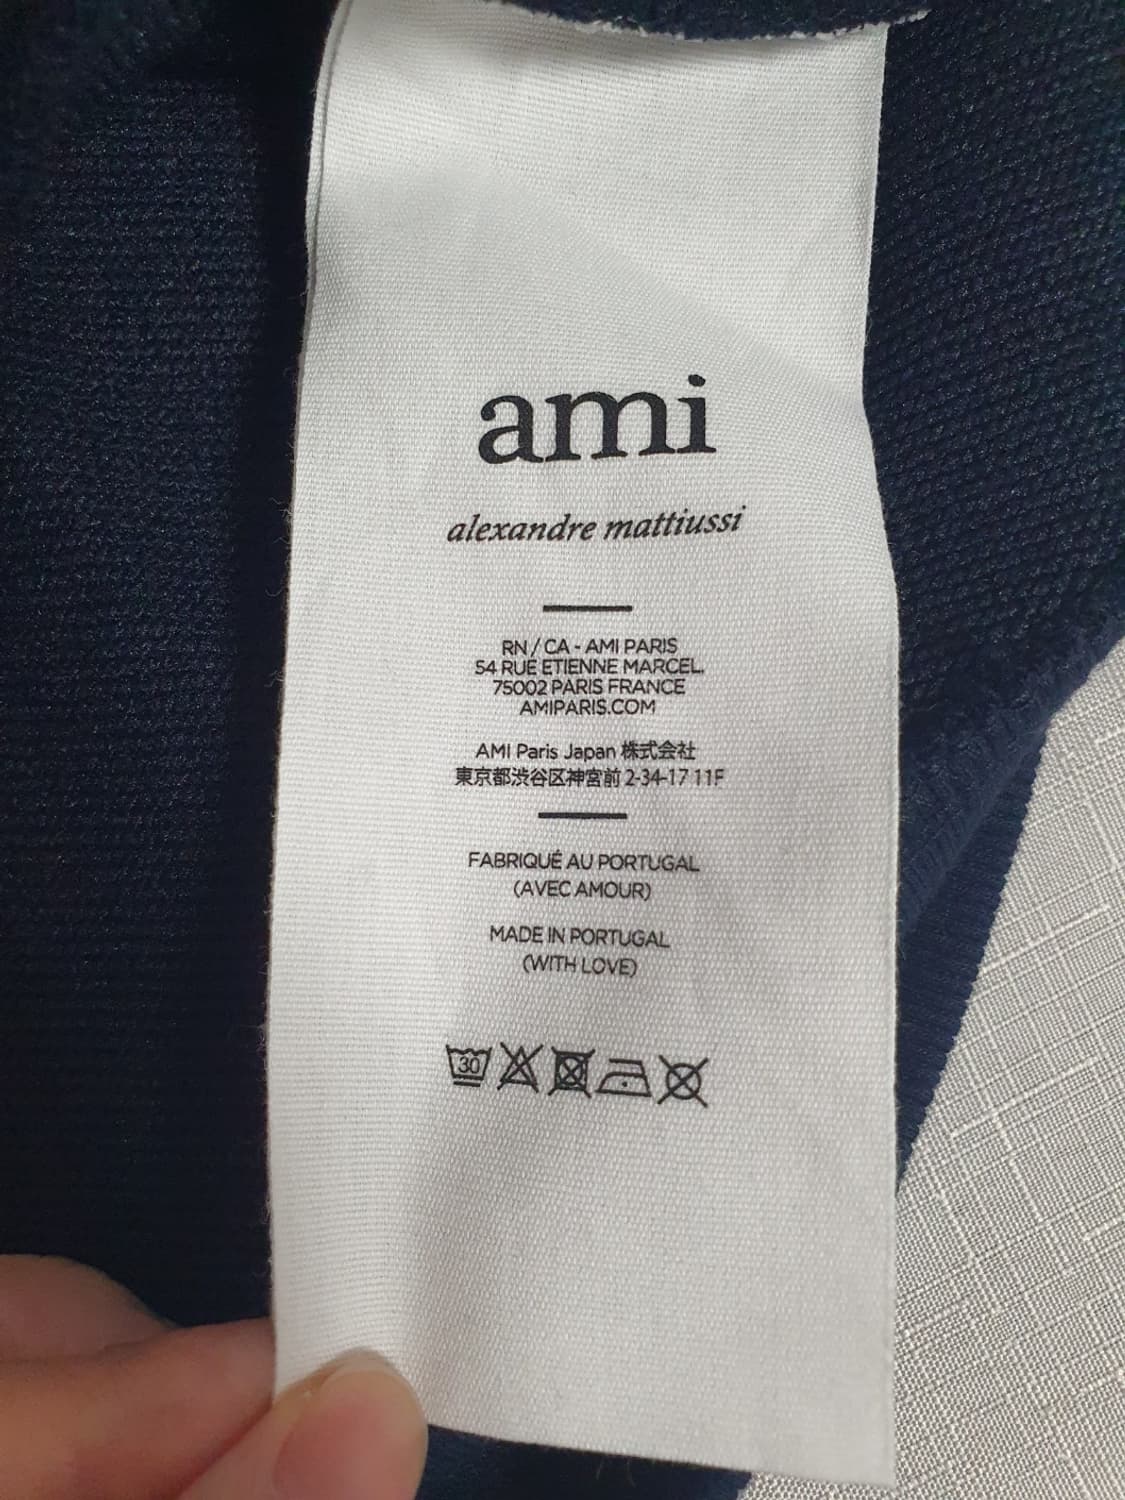 ami
alexandre mattiussi
RN / CA - AMI PARIS
54 RUE ETIENNE MARCEL.
75002 PARIS FRANCE
AMIPARIS.COM
AMI Paris Japan 株式会社
東京都渋谷区神宮前 2-34-17 11F
FABRIQUÉ AU PORTUGAL
(AVEC AMOUR)
MADE IN PORTUGAL
(WITH LOVE)
30